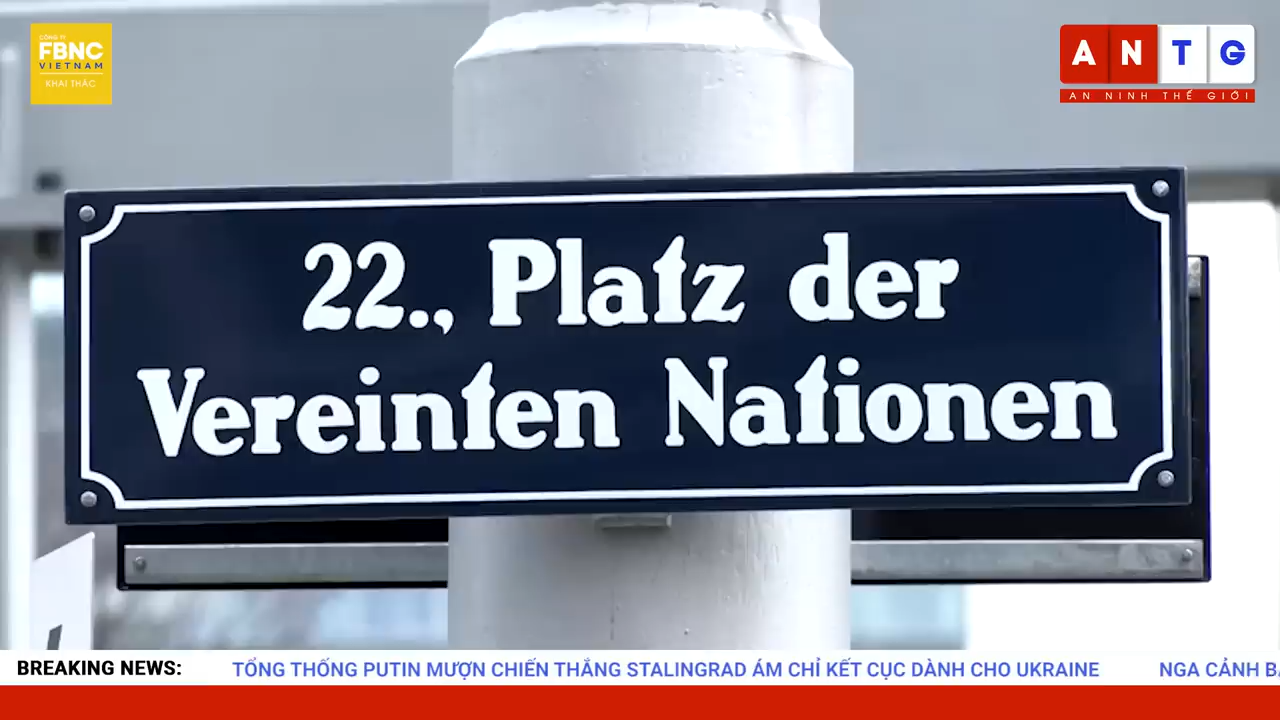 CÔNG TY
FBNC
VIETNAM
KHAI THÁC
ANTG
AN NINH THẾ GIỚI
22., Platz der
Vereinten Nationen
BREAKING NEWS: TỔNG THỐNG PUTIN MƯỢN CHIẾN THẮNG STALINGRAD ÁM CHỈ KẾT CỤC DÀNH CHO UKRAINE NGA CẢNH